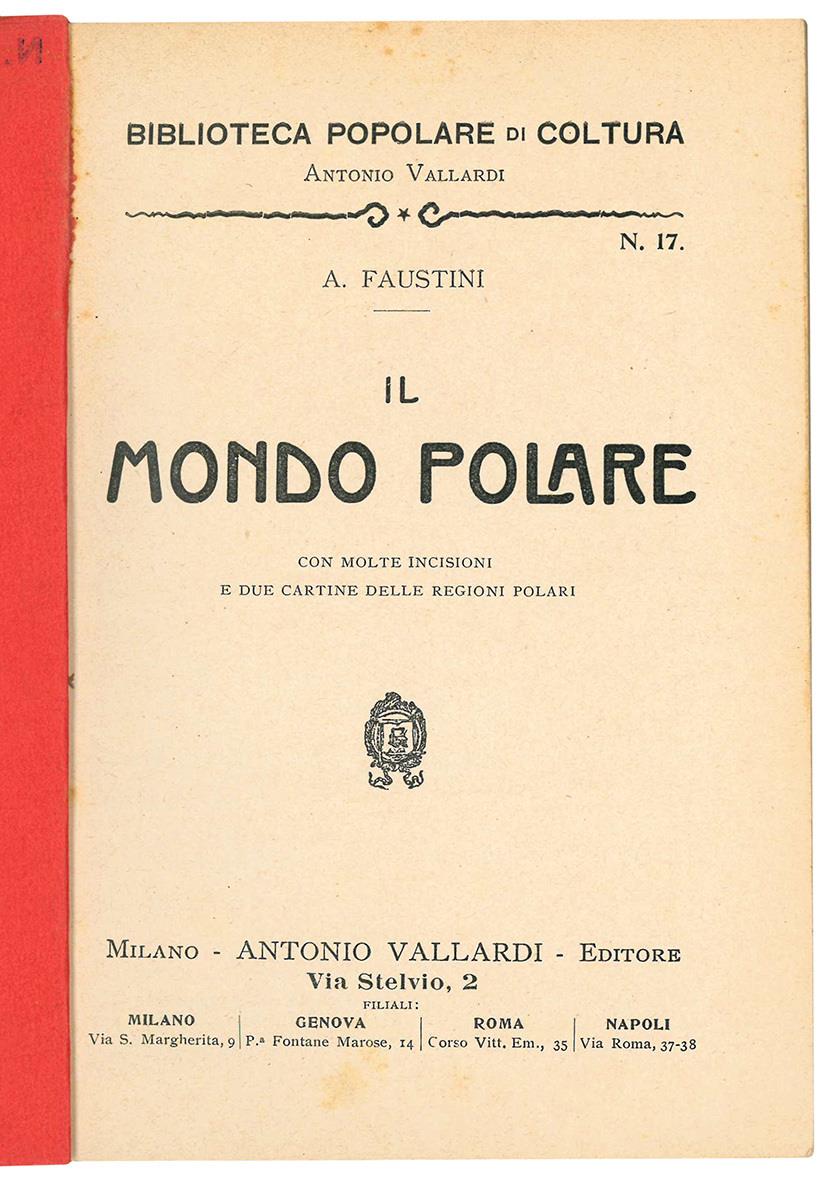 BIBLIOTECA POPOLARE DI COLTURA
ANTONIO VALLARDI
N. 17.
A. FAUSTINI
IL
MONDO POLARE
CON MOLTE INCISIONI
E DUE CARTINE DELLE REGIONI POLARI
MILANO - ANTONIO VALLARDI - EDITORE
Via Stelvio, 2
FILIALI:
MILANO GENOVA ROMA NAPOLI
Via S. Margherita, 9 P.ª Fontane Marose, 14 Corso Vitt. Em., 35 Via Roma, 37-38